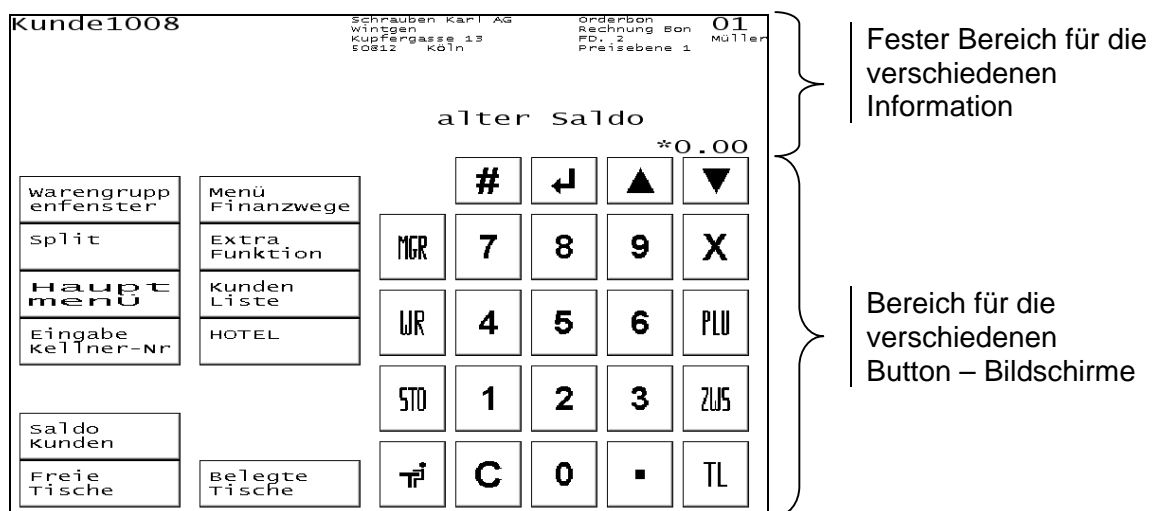 Kunde1008
Schrauben Karl AG
Wintgen
Kupfergasse 13
50812 Köln
Orderbon
Rechnung Bon
FD. 2
Preisebene 1
01
Müller
alter Saldo
*0.00
Fester Bereich für die
verschiedenen
Information
Warengrupp
enfenster
Menü
Finanzwege
# ↵ ▲ ▼
Split
Extra
Funktion
MGR 7 8 9 X
Haupt
menü
Kunden
Liste
Eingabe
Kellner-Nr
HOTEL
WR 4 5 6 PLU
STO 1 2 3 ZWS
Saldo
Kunden
Freie
Tische
Belegte
Tische
C 0 . TL
Bereich für die
verschiedenen
Button – Bildschirme